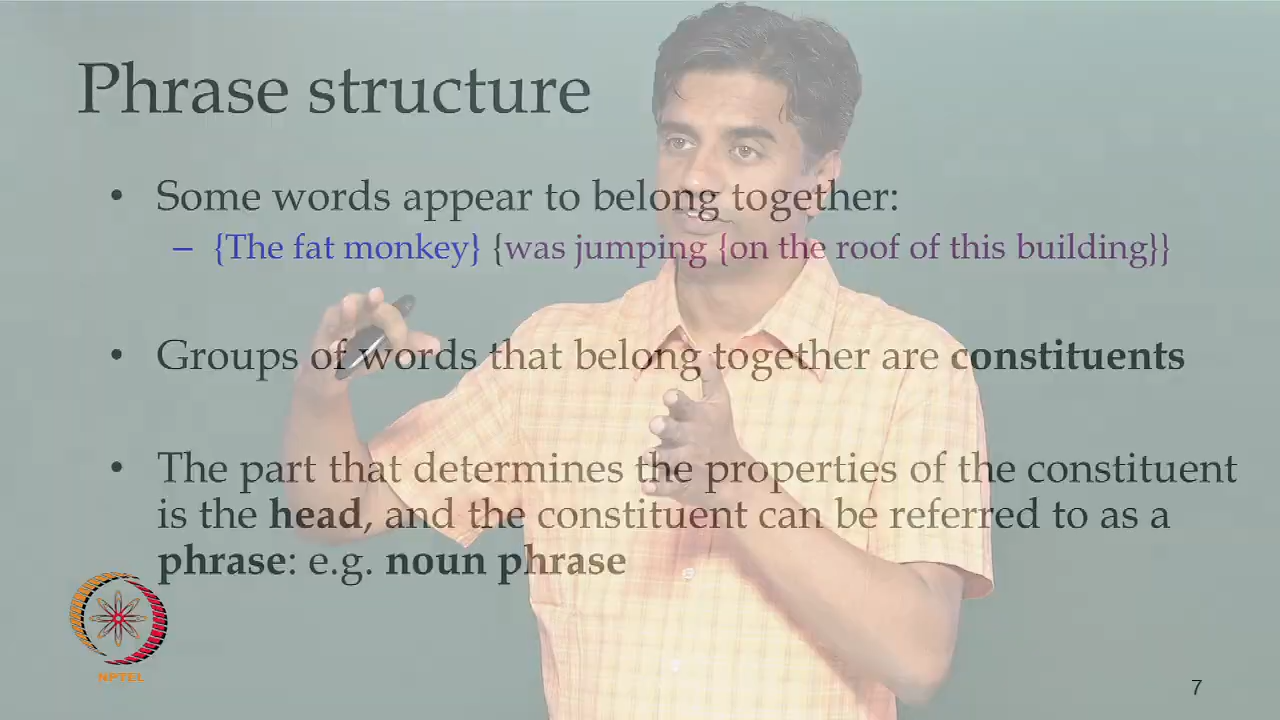 Phrase structure
• Some words appear to belong together:
– {The fat monkey} {was jumping {on the roof of this building}}
• Groups of words that belong together are constituents
• The part that determines the properties of the constituent
is the head, and the constituent can be referred to as a
phrase: e.g. noun phrase
NPTEL
7